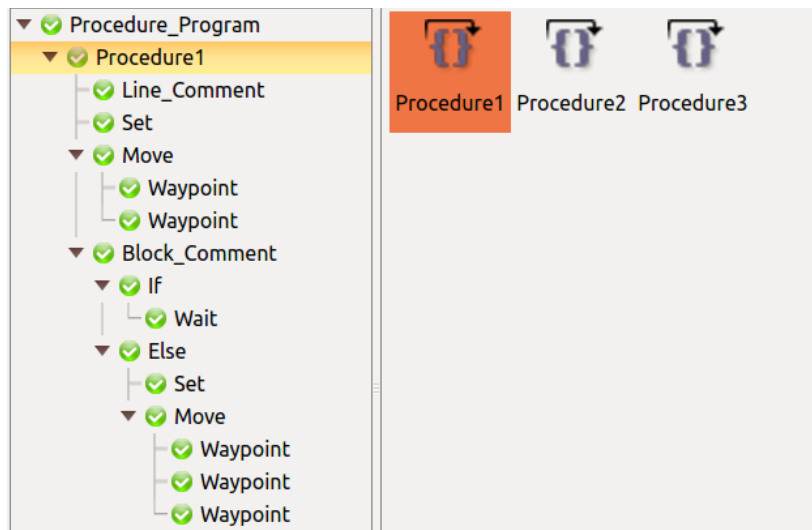 Procedure_Program
Procedure1
Line_Comment
Set
Move
Waypoint
Waypoint
Block_Comment
If
Wait
Else
Set
Move
Waypoint
Waypoint
Waypoint
Procedure1 Procedure2 Procedure3